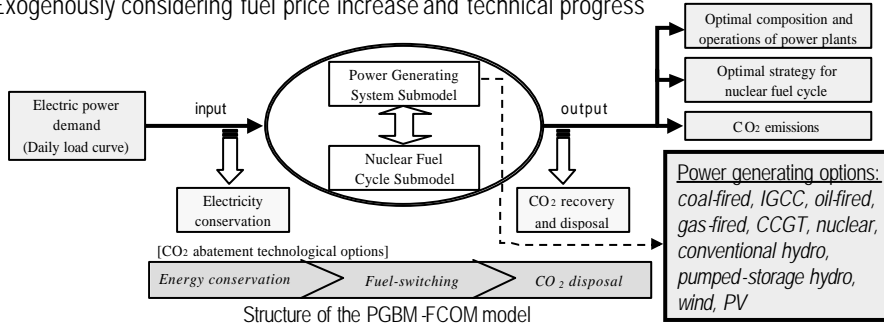 Exogenously considering fuel price increase and technical progress
Optimal composition and
operations of power plants
Power Generating
System Submodel
Optimal strategy for
nuclear fuel cycle
Electric power
demand
(Daily load curve)
input
output
CO2 emissions
Nuclear Fuel
Cycle Submodel
Electricity
conservation
CO2 recovery
and disposal
Power generating options:
coal-fired, IGCC, oil-fired,
gas-fired, CCGT, nuclear,
conventional hydro,
pumped-storage hydro,
wind, PV
[CO2 abatement technological options]
Energy conservation
Fuel-switching
CO2 disposal
Structure of the PGBM-FCOM model